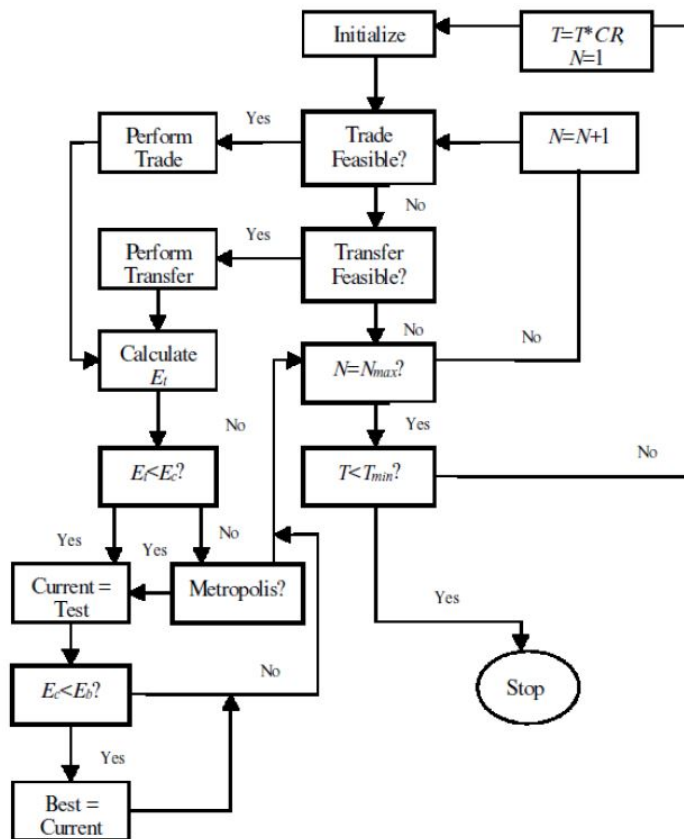 Initialize
T=T*CR,
N=1
Yes
Perform
Trade
Trade
Feasible?
N=N+1
No
Yes
Perform
Transfer
Transfer
Feasible?
No
No
Calculate
Et
N=Nmax?
No
Yes
Et<Ec?
T<Tmin?
No
Yes
Yes
No
Current =
Test
Metropolis?
Yes
Ec<Eb?
No
Stop
Yes
Best =
Current